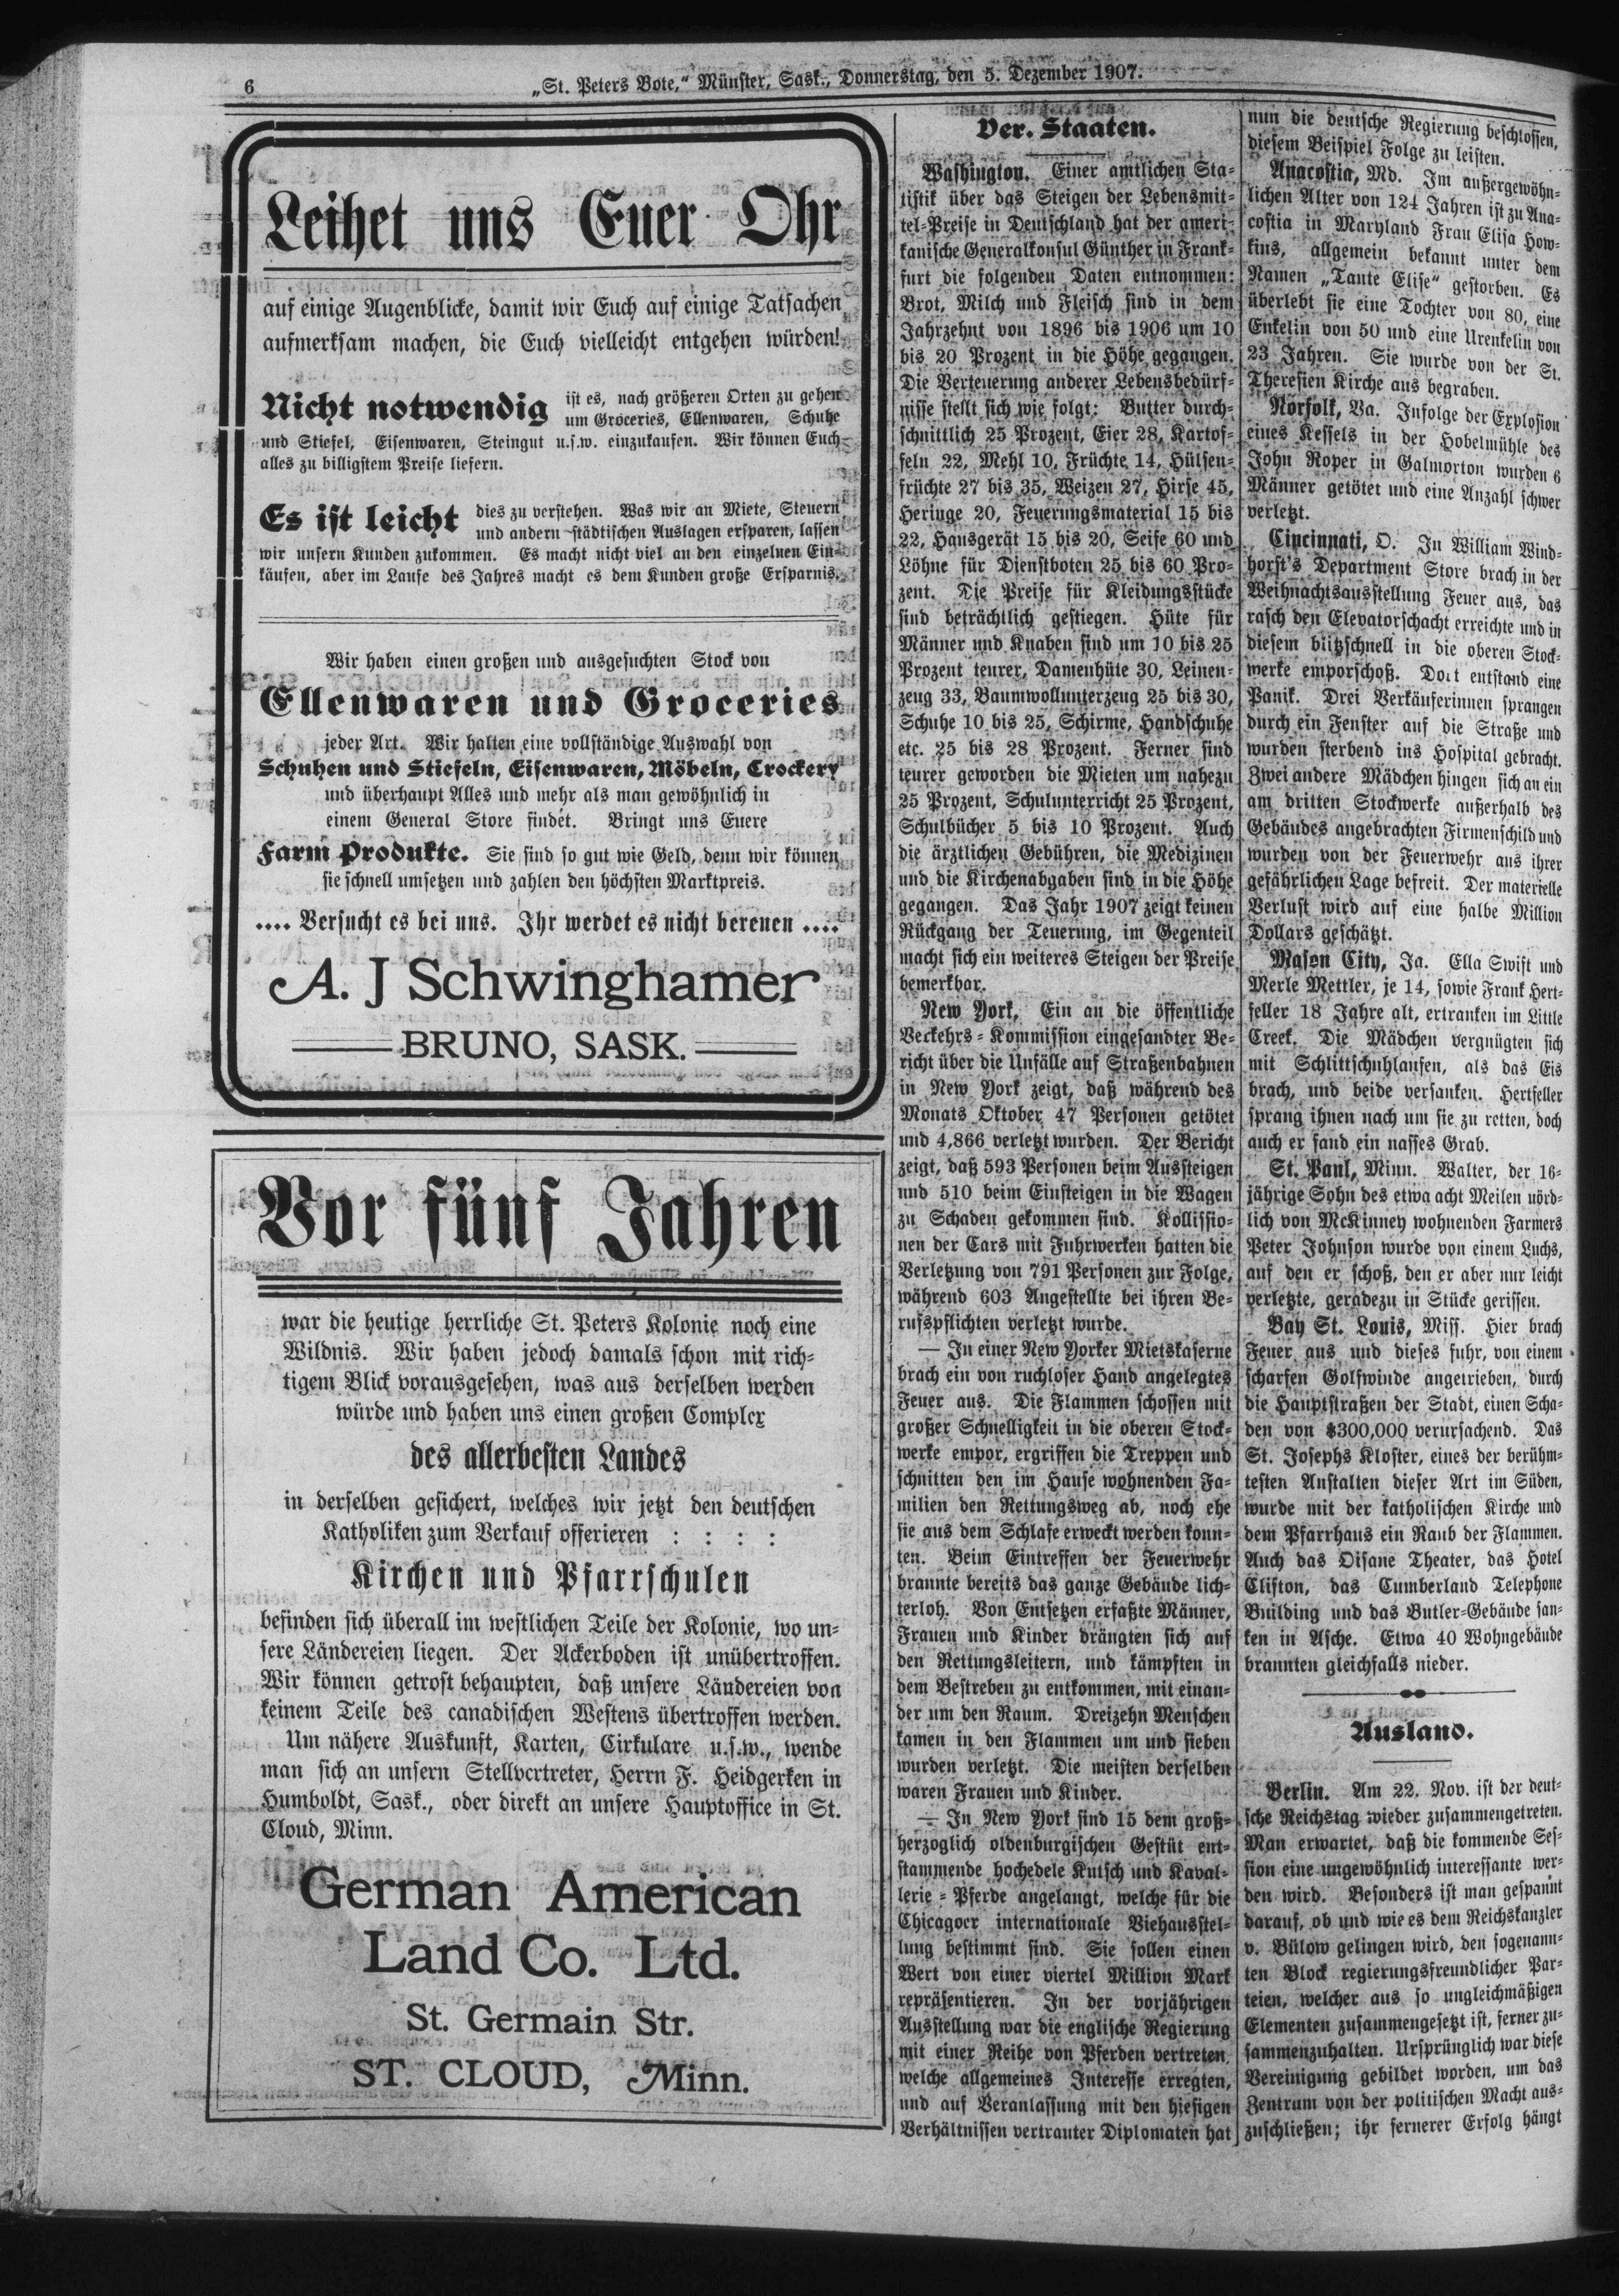 6
„St. Peters Bote,“ Münster, Sask., Donnerstag, den 5. Dezember 1907.
Leihet uns Euer Ohr
auf einige Augenblicke, damit wir Euch auf einige Tatsachen
aufmerksam machen, die Euch vielleicht entgehen würden!
Nicht notwendig ist es, nach größeren Orten zu gehen
um Groceries, Ellenwaren, Schuhe
und Stiefel, Eisenwaren, Steingut u.s.w. einzukaufen. Wir können Euch
alles zu billigstem Preise liefern.
Es ist leicht dies zu verstehen. Was wir an Miete, Steuern
und andern städtischen Auslagen ersparen, lassen
wir unsern Kunden zukommen. Es macht nicht viel an den einzelnen Ein-
käufen, aber im Laufe des Jahres macht es dem Kunden große Ersparnis.
Wir haben einen großen und ausgesuchten Stock von
Ellenwaren und Groceries
jeder Art. Wir halten eine vollständige Auswahl von
Schuhen und Stiefeln, Eisenwaren, Möbeln, Crockery
und überhaupt Alles und mehr als man gewöhnlich in
einem General Store findet. Bringt uns Euere
Farm Produkte. Sie sind so gut wie Geld, denn wir können
sie schnell umsetzen und zahlen den höchsten Marktpreis.
.... Versucht es bei uns. Ihr werdet es nicht bereuen ....
A. J Schwinghamer
BRUNO, SASK.
Vor fünf Jahren
war die heutige herrliche St. Peters Kolonie noch eine
Wildnis. Wir haben jedoch damals schon mit rich-
tigem Blick vorausgesehen, was aus derselben werden
würde und haben uns einen großen Complex
des allerbesten Landes
in derselben gesichert, welches wir jetzt den deutschen
Katholiken zum Verkauf offerieren : : : :
Kirchen und Pfarrschulen
befinden sich überall im westlichen Teile der Kolonie, wo un-
sere Ländereien liegen. Der Ackerboden ist unübertroffen.
Wir können getrost behaupten, daß unsere Ländereien von
keinem Teile des canadischen Westens übertroffen werden.
Um nähere Auskunft, Karten, Cirkulare u.s.w., wende
man sich an unsern Stellvertreter, Herrn F. Heidgerken in
Humboldt, Sask., oder direkt an unsere Hauptoffice in St.
Cloud, Minn.
German American
Land Co. Ltd.
St. Germain Str.
ST. CLOUD, Minn.
Ver. Staaten.
Washington. Einer amtlichen Sta-
tistik über das Steigen der Lebensmit-
tel-Preise in Deutschland hat der ameri-
kanische Generalkonsul Günther in Frank-
furt die folgenden Daten entnommen:
Brot, Milch und Fleisch sind in dem
Jahrzehnt von 1896 bis 1906 um 10
bis 20 Prozent in die Höhe gegangen.
Die Verteuerung anderer Lebensbedürf-
nisse stellt sich wie folgt: Butter durch-
schnittlich 25 Prozent, Eier 28, Kartof-
feln 22, Mehl 10, Früchte 14, Hülsen-
früchte 27 bis 35, Weizen 27, Hirse 45,
Heringe 20, Feuerungsmaterial 15 bis
22, Hausgerät 15 bis 20, Seife 60 und
Löhne für Dienstboten 25 bis 60 Pro-
zent. Die Preise für Kleidungsstücke
sind beträchtlich gestiegen. Hüte für
Männer und Knaben sind um 10 bis 25
Prozent teurer, Damenhüte 30, Leinen-
zeug 33, Baumwollunterzeug 25 bis 30,
Schuhe 10 bis 25, Schirme, Handschuhe
etc. 25 bis 28 Prozent. Ferner sind
teurer geworden die Mieten um nahezu
25 Prozent, Schulunterricht 25 Prozent,
Schulbücher 5 bis 10 Prozent. Auch
die ärztlichen Gebühren, die Medizinen
und die Kirchenabgaben sind in die Höhe
gegangen. Das Jahr 1907 zeigt keinen
Rückgang der Teuerung, im Gegenteil
macht sich ein weiteres Steigen der Preise
bemerkbar.
New York. Ein an die öffentliche
Verkehrs-Kommission eingesandter Be-
richt über die Unfälle auf Straßenbahnen
in New York zeigt, daß während des
Monats Oktober 47 Personen getötet
und 4,866 verletzt wurden. Der Bericht
zeigt, daß 593 Personen beim Aussteigen
und 510 beim Einsteigen in die Wagen
zu Schaden gekommen sind. Kollissio-
nen der Cars mit Fuhrwerken hatten die
Verletzung von 791 Personen zur Folge,
während 603 Angestellte bei ihren Be-
rufspflichten verletzt wurde.
— In einer New Yorker Mietskaserne
brach ein von ruchloser Hand angelegtes
Feuer aus. Die Flammen schossen mit
großer Schnelligkeit in die oberen Stock-
werke empor, ergriffen die Treppen und
schnitten den im Hause wohnenden Fa-
milien den Rettungsweg ab, noch ehe
sie aus dem Schlafe erweckt werden konn-
ten. Beim Eintreffen der Feuerwehr
brannte bereits das ganze Gebäude lich-
terloh. Von Entsetzen erfaßte Männer,
Frauen und Kinder drängten sich auf
den Rettungsleitern, und kämpften in
dem Bestreben zu entkommen, mit einan-
der um den Raum. Dreizehn Menschen
kamen in den Flammen um und sieben
wurden verletzt. Die meisten derselben
waren Frauen und Kinder.
— In New York sind 15 dem groß-
herzoglich oldenburgischen Gestüt ent-
stammende hochedele Kutsch und Kaval-
lerie-Pferde angelangt, welche für die
Chicagoer internationale Viehausstel-
lung bestimmt sind. Sie sollen einen
Wert von einer viertel Million Mark
repräsentieren. In der vorjährigen
Ausstellung war die englische Regierung
mit einer Reihe von Pferden vertreten,
welche allgemeines Interesse erregten,
und auf Veranlassung mit den hiesigen
Verhältnissen vertrauter Diplomaten hat
nun die deutsche Regierung beschlossen,
diesem Beispiel Folge zu leisten.
Anacostia, Md. Im außergewöhn-
lichen Alter von 124 Jahren ist zu Ana-
costia in Maryland Frau Elisa How-
kins, allgemein bekannt unter dem
Namen „Tante Elise“ gestorben. Es
überlebt sie eine Tochter von 80, eine
Enkelin von 50 und eine Urenkelin von
23 Jahren. Sie wurde von der St.
Theresien Kirche aus begraben.
Norfolk, Va. Infolge der Explosion
eines Kessels in der Hobelmühle des
John Roper in Galmorton wurden 6
Männer getötet und eine Anzahl schwer
verletzt.
Cincinnati, O. In William Wind-
horst's Department Store brach in der
Weihnachtsausstellung Feuer aus, das
rasch den Elevatorschacht erreichte und in
diesem blitzschnell in die oberen Stock-
werke emporschoß. Dort entstand eine
Panik. Drei Verkäuferinnen sprangen
durch ein Fenster auf die Straße und
wurden sterbend ins Hospital gebracht.
Zwei andere Mädchen hingen sich an ein
am dritten Stockwerke außerhalb des
Gebäudes angebrachten Firmenschild und
wurden von der Feuerwehr aus ihrer
gefährlichen Lage befreit. Der materielle
Verlust wird auf eine halbe Million
Dollars geschätzt.
Mason City, Ja. Ella Swift und
Merle Mettler, je 14, sowie Frank Hert-
feller 18 Jahre alt, ertranken im Little
Creek. Die Mädchen vergnügten sich
mit Schlittschuhlaufen, als das Eis
brach, und beide versanken. Hertfeller
sprang ihnen nach um sie zu retten, doch
auch er fand ein nasses Grab.
St. Paul, Minn. Walter, der 16-
jährige Sohn des etwa acht Meilen nörd-
lich von McKinney wohnenden Farmers
Peter Johnson wurde von einem Luchs,
auf den er schoß, den er aber nur leicht
verletzte, geradezu in Stücke gerissen.
Bay St. Louis, Miss. Hier brach
Feuer aus und dieses fuhr, von einem
scharfen Golfwinde angetrieben, durch
die Hauptstraßen der Stadt, einen Scha-
den von $300,000 verursachend. Das
St. Josephs Kloster, eines der berühm-
testen Anstalten dieser Art im Süden,
wurde mit der katholischen Kirche und
dem Pfarrhaus ein Raub der Flammen.
Auch das Disane Theater, das Hotel
Clifton, das Cumberland Telephone
Building und das Butler-Gebäude san-
ken in Asche. Etwa 40 Wohngebäude
brannten gleichfalls nieder.
Ausland.
Berlin. Am 22. Nov. ist der deut-
sche Reichstag wieder zusammengetreten.
Man erwartet, daß die kommende Ses-
sion eine ungewöhnlich interessante wer-
den wird. Besonders ist man gespannt
darauf, ob und wie es dem Reichskanzler
v. Bülow gelingen wird, den sogenann-
ten Block regierungsfreundlicher Par-
teien, welcher aus so ungleichmäßigen
Elementen zusammengesetzt ist, ferner zu-
sammenzuhalten. Ursprünglich war diese
Vereinigung gebildet worden, um das
Zentrum von der politischen Macht aus-
zuschließen; ihr fernerer Erfolg hängt